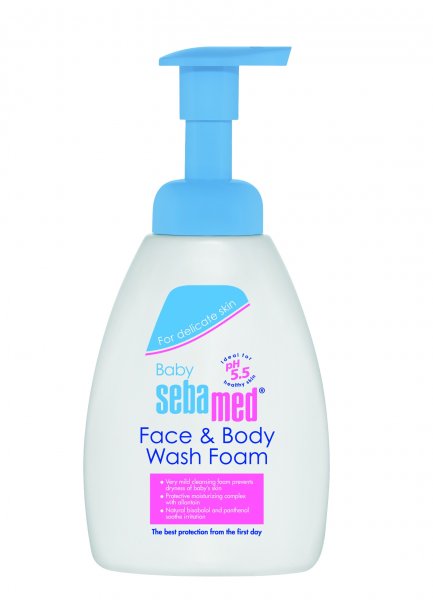 For delicate skin
Baby
ideal for
pH
5.5
healthy skin
sebamed®
Face & Body
Wash Foam
• Very mild cleansing foam prevents
dryness at baby's skin
• Protective moisturizing complex
with allantoin
• Natural bisabolol and panthenol
soothe irritation
The best protection from the first day